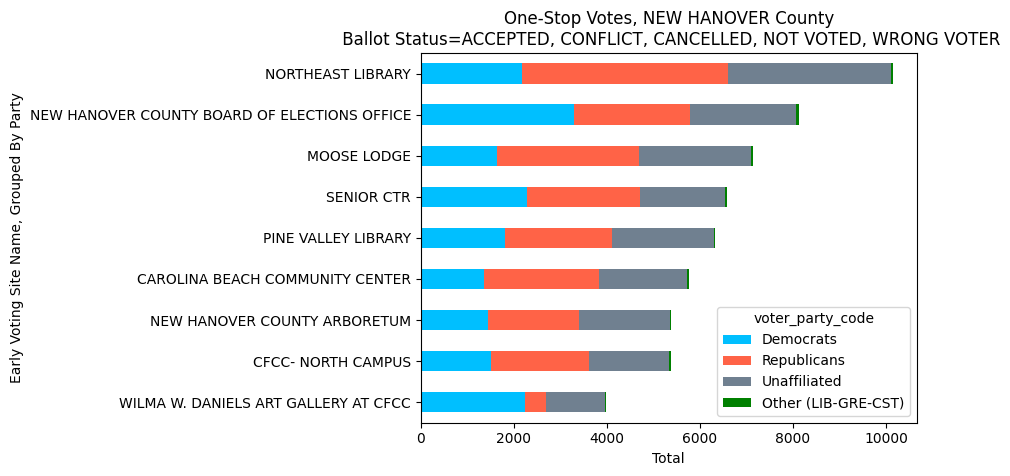 One-Stop Votes, NEW HANOVER County
Ballot Status=ACCEPTED, CONFLICT, CANCELLED, NOT VOTED, WRONG VOTER
Early Voting Site Name, Grouped By Party
NORTHEAST LIBRARY
NEW HANOVER COUNTY BOARD OF ELECTIONS OFFICE
MOOSE LODGE
SENIOR CTR
PINE VALLEY LIBRARY
CAROLINA BEACH COMMUNITY CENTER
NEW HANOVER COUNTY ARBORETUM
CFCC- NORTH CAMPUS
WILMA W. DANIELS ART GALLERY AT CFCC
voter_party_code
Democrats
Republicans
Unaffiliated
Other (LIB-GRE-CST)
0 2000 4000 6000 8000 10000
Total